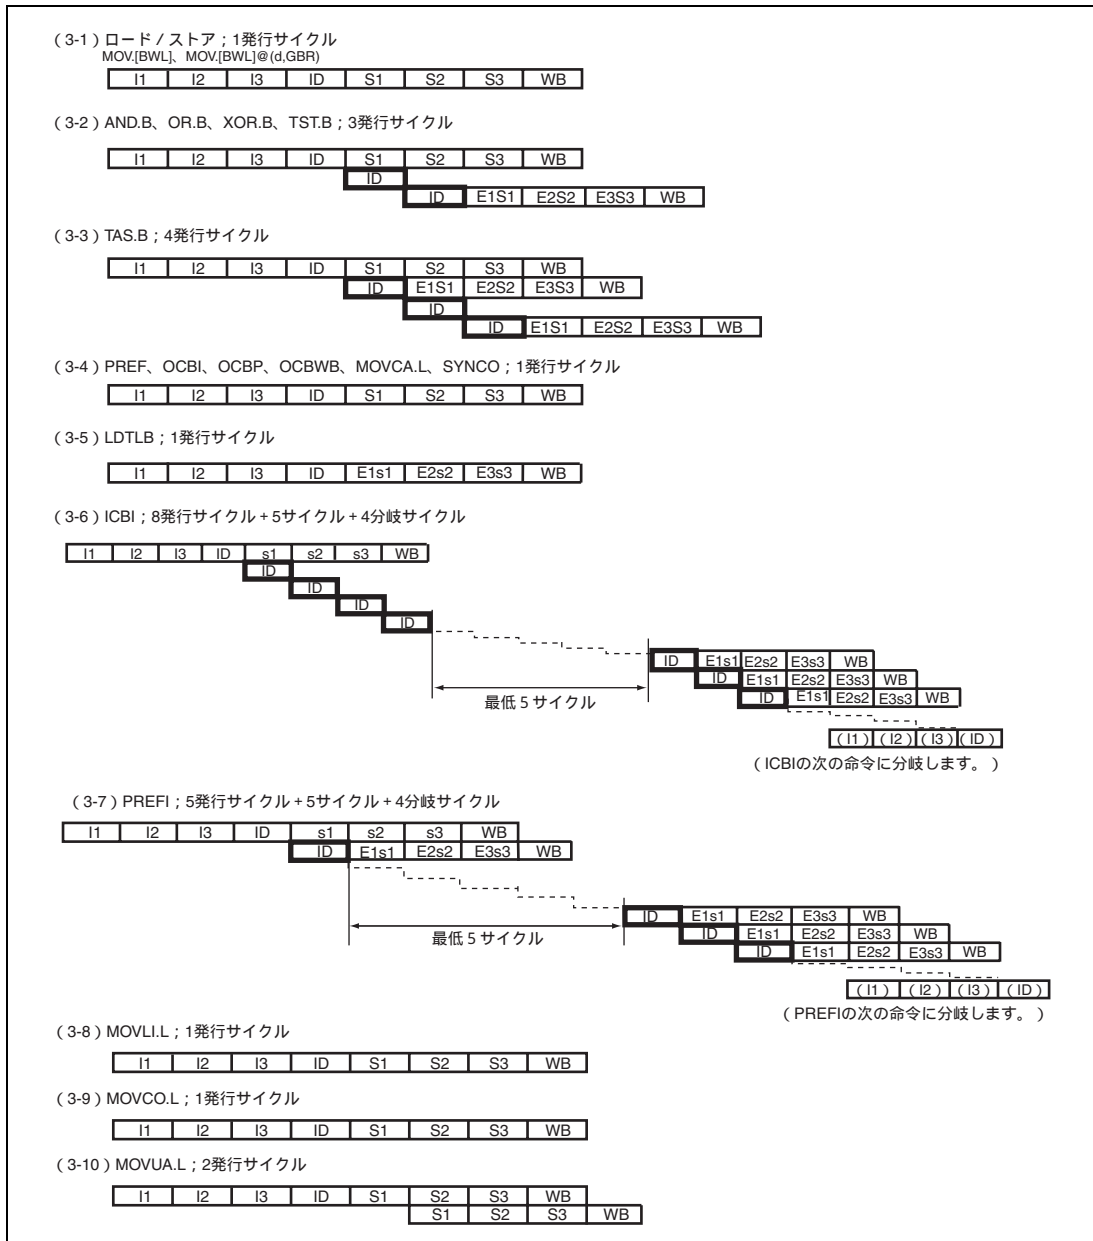 （3-1）ロード / ストア；1発行サイクル
MOV.[BWL]、MOV.[BWL]@(d,GBR)
I1 I2 I3 ID S1 S2 S3 WB
（3-2）AND.B、OR.B、XOR.B、TST.B；3発行サイクル
I1 I2 I3 ID S1 S2 S3 WB
ID
ID E1S1 E2S2 E3S3 WB
（3-3）TAS.B；4発行サイクル
I1 I2 I3 ID S1 S2 S3 WB
ID E1S1 E2S2 E3S3 WB
ID
ID E1S1 E2S2 E3S3 WB
（3-4）PREF、OCBI、OCBP、OCBWB、MOVCA.L、SYNCO；1発行サイクル
I1 I2 I3 ID S1 S2 S3 WB
（3-5）LDTLB；1発行サイクル
I1 I2 I3 ID E1s1 E2s2 E3s3 WB
（3-6）ICBI；8発行サイクル + 5サイクル + 4分岐サイクル
I1 I2 I3 ID s1 s2 s3 WB
ID
ID
ID
ID
ID E1s1 E2s2 E3s3 WB
ID E1s1 E2s2 E3s3 WB
ID E1s1 E2s2 E3s3 WB
最低 5 サイクル
（I1）（I2）（I3）（ID）
（ICBIの次の命令に分岐します。）
（3-7）PREFI；5発行サイクル + 5サイクル + 4分岐サイクル
I1 I2 I3 ID s1 s2 s3 WB
ID E1s1 E2s2 E3s3 WB
ID E1s1 E2s2 E3s3 WB
ID E1s1 E2s2 E3s3 WB
最低 5 サイクル
ID E1s1 E2s2 E3s3 WB
（I1）（I2）（I3）（ID）
（PREFIの次の命令に分岐します。）
（3-8）MOVLI.L；1発行サイクル
I1 I2 I3 ID S1 S2 S3 WB
（3-9）MOVCO.L；1発行サイクル
I1 I2 I3 ID S1 S2 S3 WB
（3-10）MOVUA.L；2発行サイクル
I1 I2 I3 ID S1 S2 S3 WB
S1 S2 S3 WB